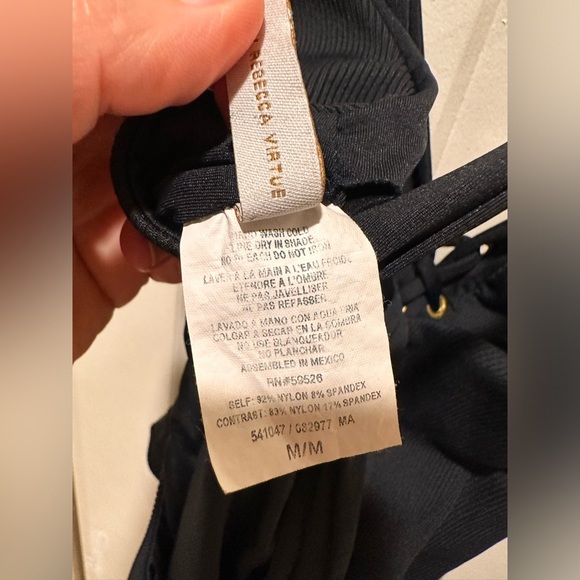 REBECCA VIRTUE
HAND WASH COLD
LINE DRY IN SHADE
NO BLEACH DO NOT IRON
LAVER À LA MAIN A L'EAU FROIDE
ETENDRE A L'OMBRE
NE PAS JAVELLISER
NE PAS REPASSER
LAVADO A MANO CON AGUA FRIA
COLGAR A SECAR EN LA SOMBRA
NO USE BLANQUEADOR
NO PLANCHAR
ASSEMBLED IN MEXICO
RN#59526
SELF: 92% NYLON 8% SPANDEX
CONTRAST: 83% NYLON 17% SPANDEX
541047 / 082977 MA
M/M